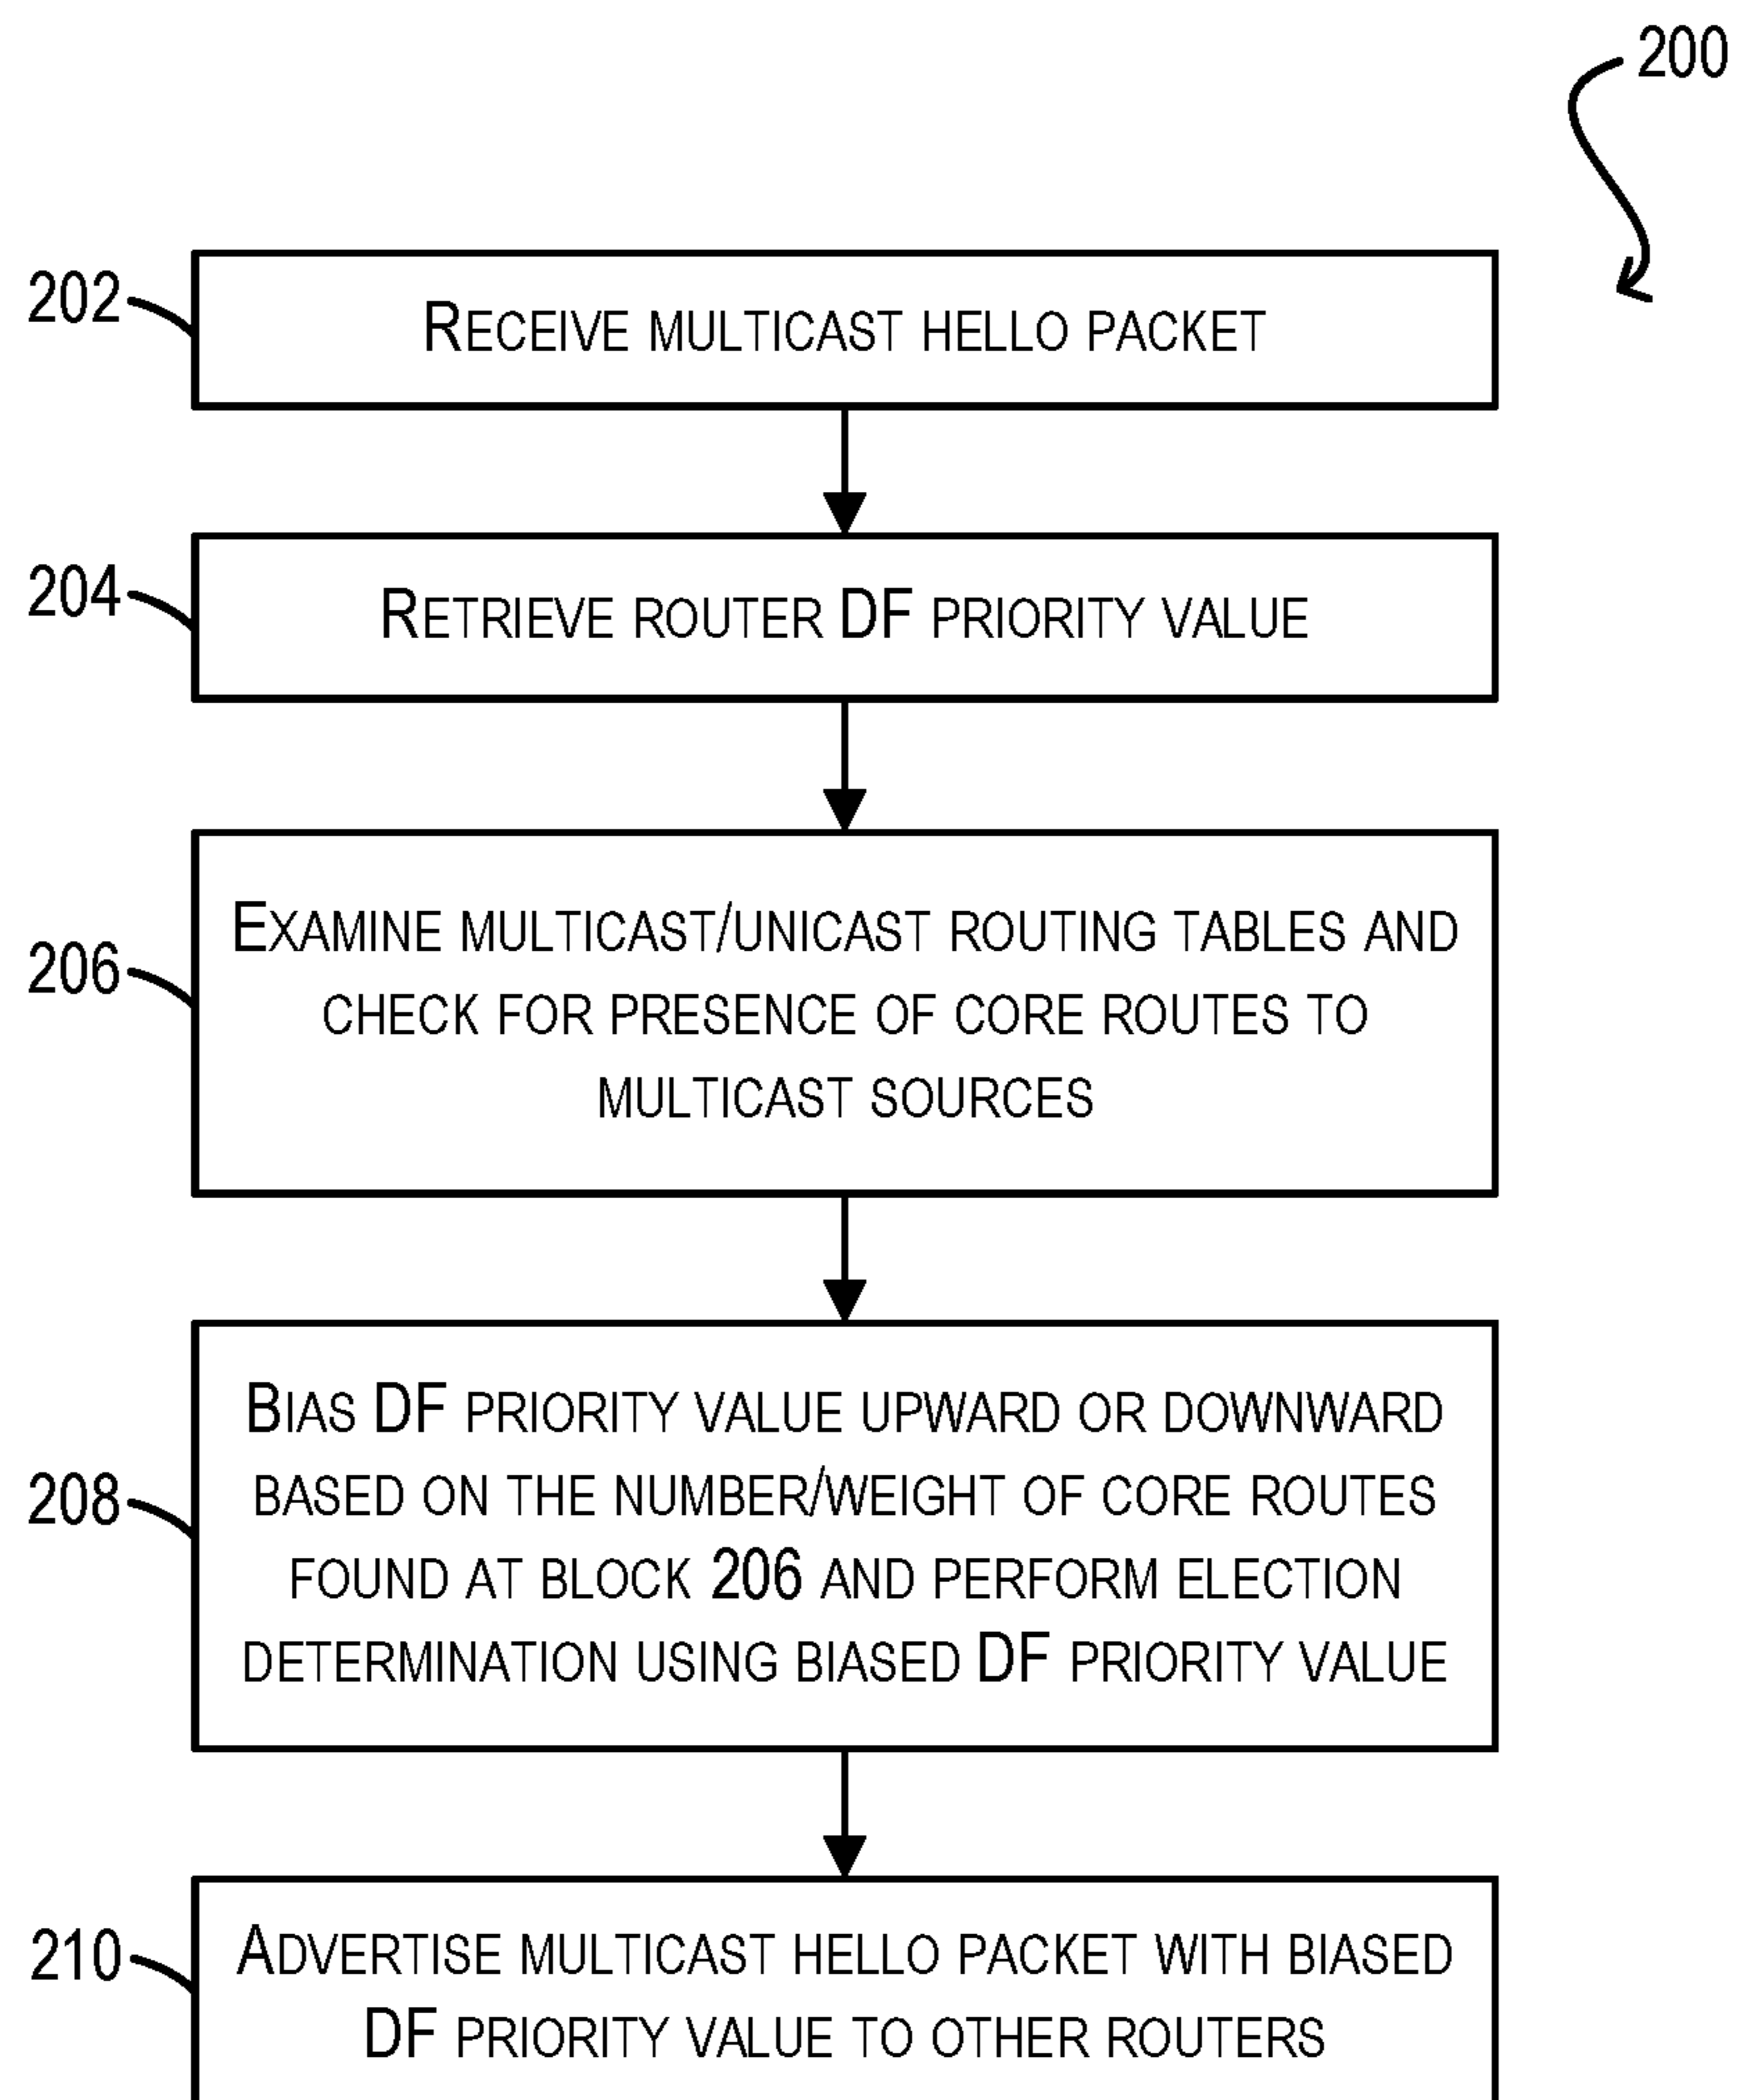 200
202
RECEIVE MULTICAST HELLO PACKET
204
RETRIEVE ROUTER DF PRIORITY VALUE
206
EXAMINE MULTICAST/UNICAST ROUTING TABLES AND
CHECK FOR PRESENCE OF CORE ROUTES TO
MULTICAST SOURCES
208
BIAS DF PRIORITY VALUE UPWARD OR DOWNWARD
BASED ON THE NUMBER/WEIGHT OF CORE ROUTES
FOUND AT BLOCK 206 AND PERFORM ELECTION
DETERMINATION USING BIASED DF PRIORITY VALUE
210
ADVERTISE MULTICAST HELLO PACKET WITH BIASED
DF PRIORITY VALUE TO OTHER ROUTERS